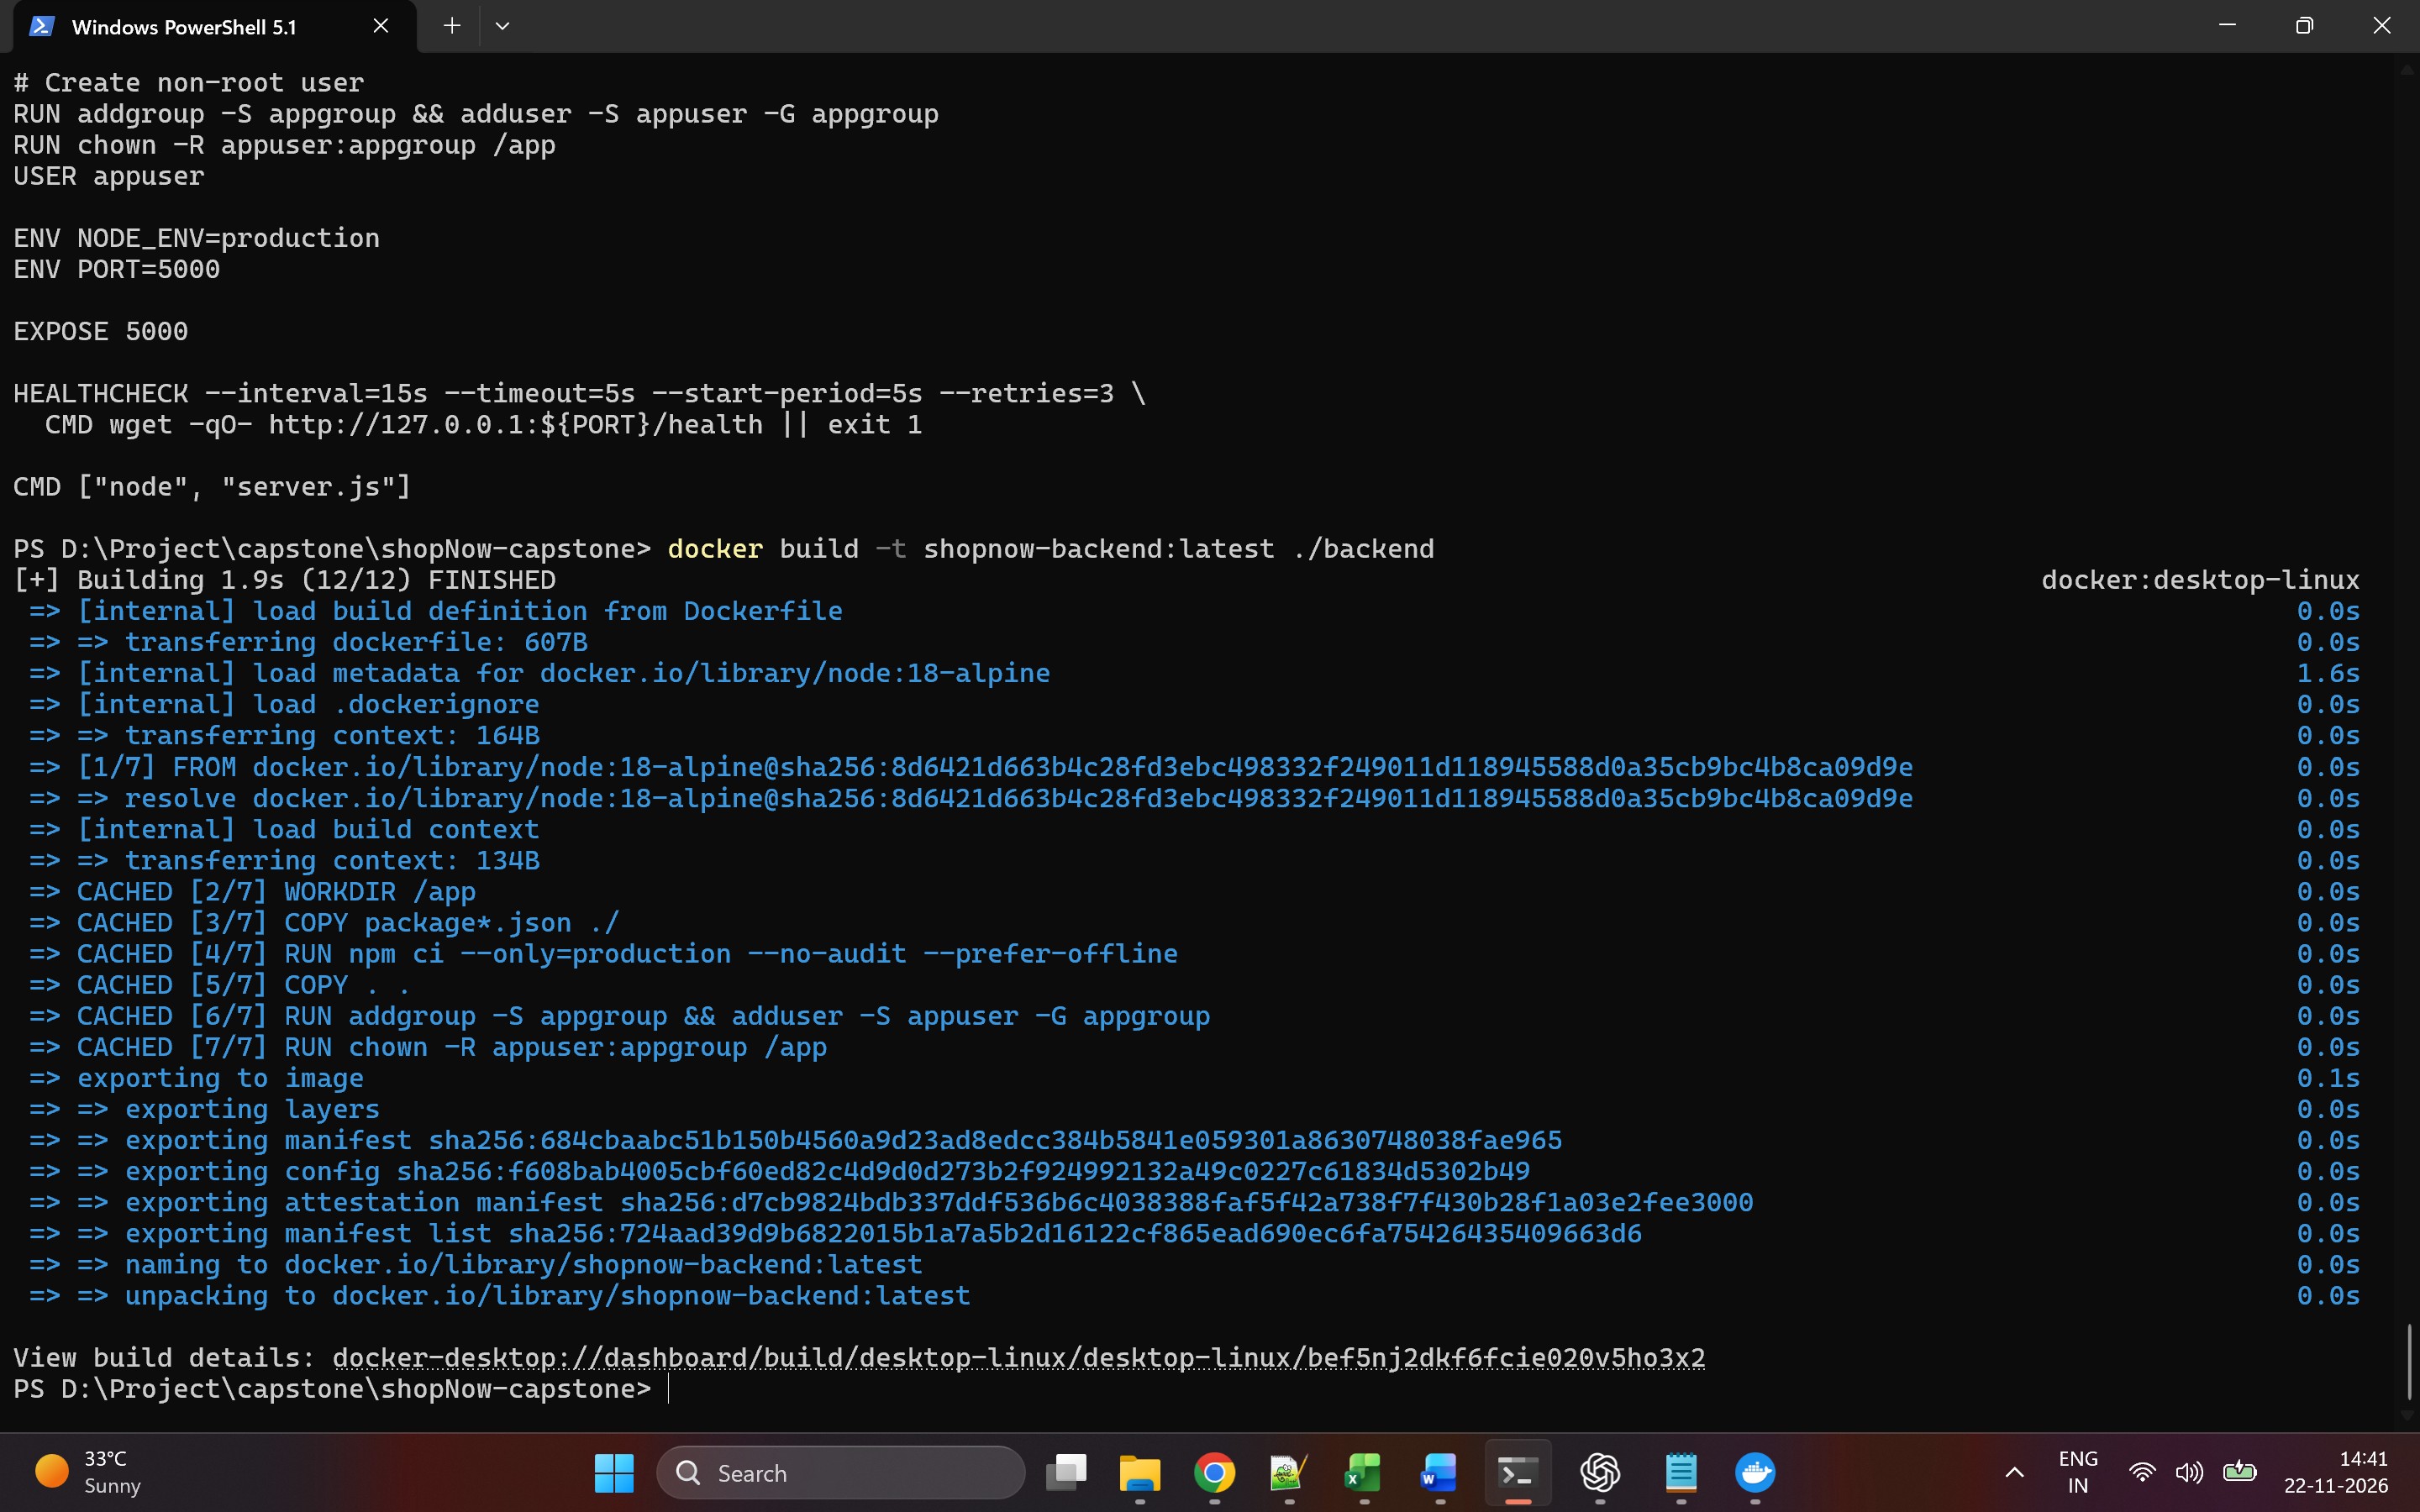 Windows PowerShell 5.1
# Create non-root user
RUN addgroup -S appgroup && adduser -S appuser -G appgroup
RUN chown -R appuser:appgroup /app
USER appuser
ENV NODE_ENV=production
ENV PORT=5000
EXPOSE 5000
HEALTHCHECK --interval=15s --timeout=5s --start-period=5s --retries=3 \
CMD wget -qO- http://127.0.0.1:${PORT}/health || exit 1
CMD ["node", "server.js"]
PS D:\Project\capstone\shopNow-capstone> docker build -t shopnow-backend:latest ./backend
[+] Building 1.9s (12/12) FINISHED docker:desktop-linux
=> [internal] load build definition from Dockerfile 0.0s
=> => transferring dockerfile: 607B 0.0s
=> [internal] load metadata for docker.io/library/node:18-alpine 1.6s
=> [internal] load .dockerignore 0.0s
=> => transferring context: 164B 0.0s
=> [1/7] FROM docker.io/library/node:18-alpine@sha256:8d6421d663b4c28fd3ebc498332f249011d118945588d0a35cb9bc4b8ca09d9e 0.0s
=> => resolve docker.io/library/node:18-alpine@sha256:8d6421d663b4c28fd3ebc498332f249011d118945588d0a35cb9bc4b8ca09d9e 0.0s
=> [internal] load build context 0.0s
=> => transferring context: 134B 0.0s
=> CACHED [2/7] WORKDIR /app 0.0s
=> CACHED [3/7] COPY package*.json ./ 0.0s
=> CACHED [4/7] RUN npm ci --only=production --no-audit --prefer-offline 0.0s
=> CACHED [5/7] COPY . . 0.0s
=> CACHED [6/7] RUN addgroup -S appgroup && adduser -S appuser -G appgroup 0.0s
=> CACHED [7/7] RUN chown -R appuser:appgroup /app 0.0s
=> exporting to image 0.1s
=> => exporting layers 0.0s
=> => exporting manifest sha256:684cbaabc51b150b4560a9d23ad8edcc384b5841e059301a8630748038fae965 0.0s
=> => exporting config sha256:f608bab4005cbf60ed82c4d9d0d273b2f924992132a49c0227c61834d5302b49 0.0s
=> => exporting attestation manifest sha256:d7cb9824bdb337ddf536b6c4038388faf5f42a738f7f430b28f1a03e2fee3000 0.0s
=> => exporting manifest list sha256:724aad39d9b6822015b1a7a5b2d16122cf865ead690ec6fa75426435409663d6 0.0s
=> => naming to docker.io/library/shopnow-backend:latest 0.0s
=> => unpacking to docker.io/library/shopnow-backend:latest 0.0s
View build details: docker-desktop://dashboard/build/desktop-linux/desktop-linux/bef5nj2dkf6fcie020v5ho3x2
PS D:\Project\capstone\shopNow-capstone>
33°C
Sunny
Search
ENG
IN
14:41
22-11-2026